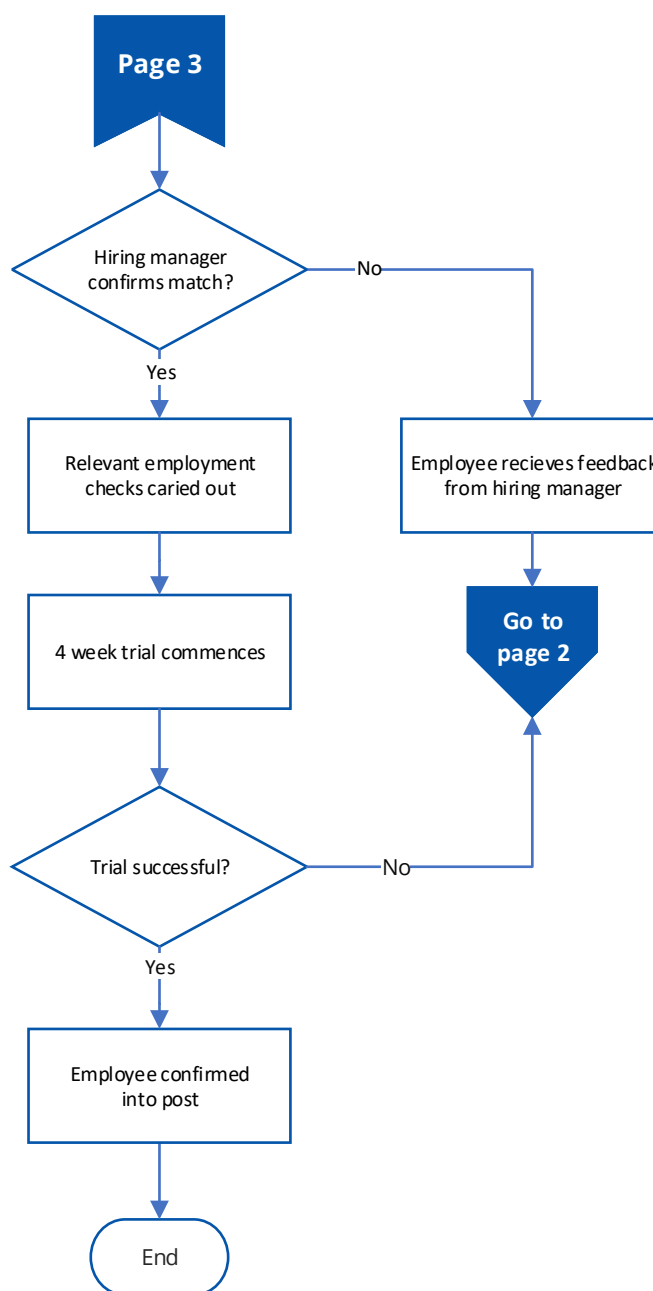 Page 3
Hiring manager
confirms match?
No
Yes
Relevant employment
checks caried out
Employee recieves feedback
from hiring manager
4 week trial commences
Go to
page 2
Trial successful?
No
Yes
Employee confirmed
into post
End